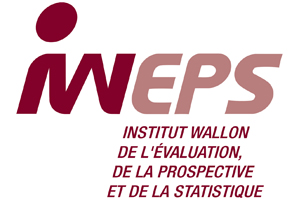 iWEPS
INSTITUT WALLON
DE L'ÉVALUATION,
DE LA PROSPECTIVE
ET DE LA STATISTIQUE